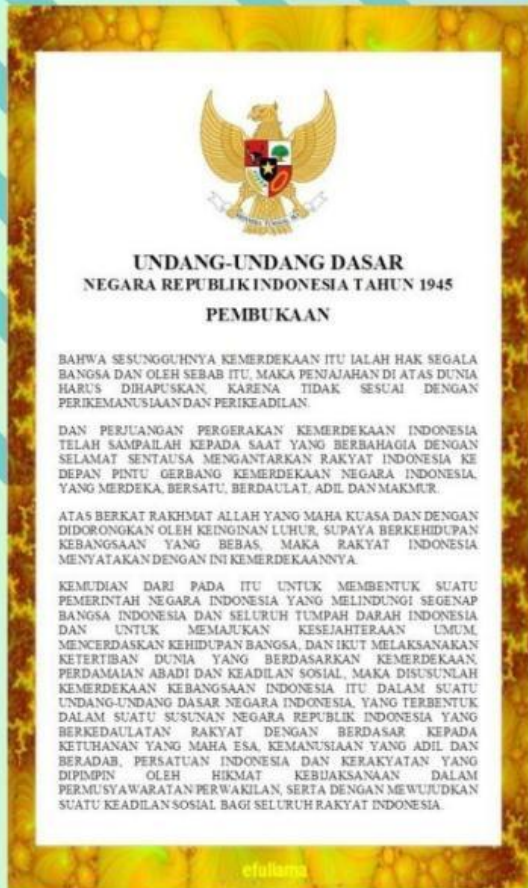 UNDANG-UNDANG DASAR
NEGARA REPUBLIK INDONESIA TAHUN 1945
PEMBUKAAN
BAHWA SESUNGGUHNYA KEMERDEKAAN ITU IALAH HAK SEGALA
BANGSA DAN OLEH SEBAB ITU, MAKA PENJAJAHAN DI ATAS DUNIA
HARUS DIHAPUSKAN, KARENA TIDAK SESUAI DENGAN
PERIKEMANUSIAAN DAN PERIKEADILAN.
DAN PERJUANGAN PERGERAKAN KEMERDEKAAN INDONESIA
TELAH SAMPAILAH KEPADA SAAT YANG BERBAHAGIA DENGAN
SELAMAT SENTAUSA MENGANTARKAN RAKYAT INDONESIA KE
DEPAN PINTU GERBANG KEMERDEKAAN NEGARA INDONESIA,
YANG MERDEKA, BERSATU, BERDAULAT, ADIL DAN MAKMUR.
ATAS BERKAT RAKHMAT ALLAH YANG MAHA KUASA DAN DENGAN
DIDORONGKAN OLEH KEINGINAN LUHUR, SUPAYA BERKEHIDUPAN
KEBANGSAAN YANG BEBAS, MAKA RAKYAT INDONESIA
MENYATAKAN DENGAN INI KEMERDEKAANNYA.
KEMUDIAN DARI PADA ITU UNTUK MEMBENTUK SUATU
PEMERINTAH NEGARA INDONESIA YANG MELINDUNGI SEGENAP
BANGSA INDONESIA DAN SELURUH TUMPAH DARAH INDONESIA
DAN UNTUK MEMAJUKAN KESEJAHTERAAN UMUM,
MENCERDASKAN KEHIDUPAN BANGSA, DAN IKUT MELAKSANAKAN
KETERTIBAN DUNIA YANG BERDASARKAN KEMERDEKAAN,
PERDAMAIAN ABADI DAN KEADILAN SOSIAL, MAKA DISUSUNLAH
KEMERDEKAAN KEBANGSAAN INDONESIA ITU DALAM SUATU
UNDANG-UNDANG DASAR NEGARA INDONESIA, YANG TERBENTUK
DALAM SUATU SUSUNAN NEGARA REPUBLIK INDONESIA YANG
BERKEDAULATAN RAKYAT DENGAN BERDASAR KEPADA
KETUHANAN YANG MAHA ESA, KEMANUSIAAN YANG ADIL DAN
BERADAB, PERSATUAN INDONESIA DAN KERAKYATAN YANG
DIPIMPIN OLEH HIKMAT KEBIJAKSANAAN DALAM
PERMUSYAWARATAN PERWAKILAN, SERTA DENGAN MEWUJUDKAN
SUATU KEADILAN SOSIAL BAGI SELURUH RAKYAT INDONESIA.
efullama